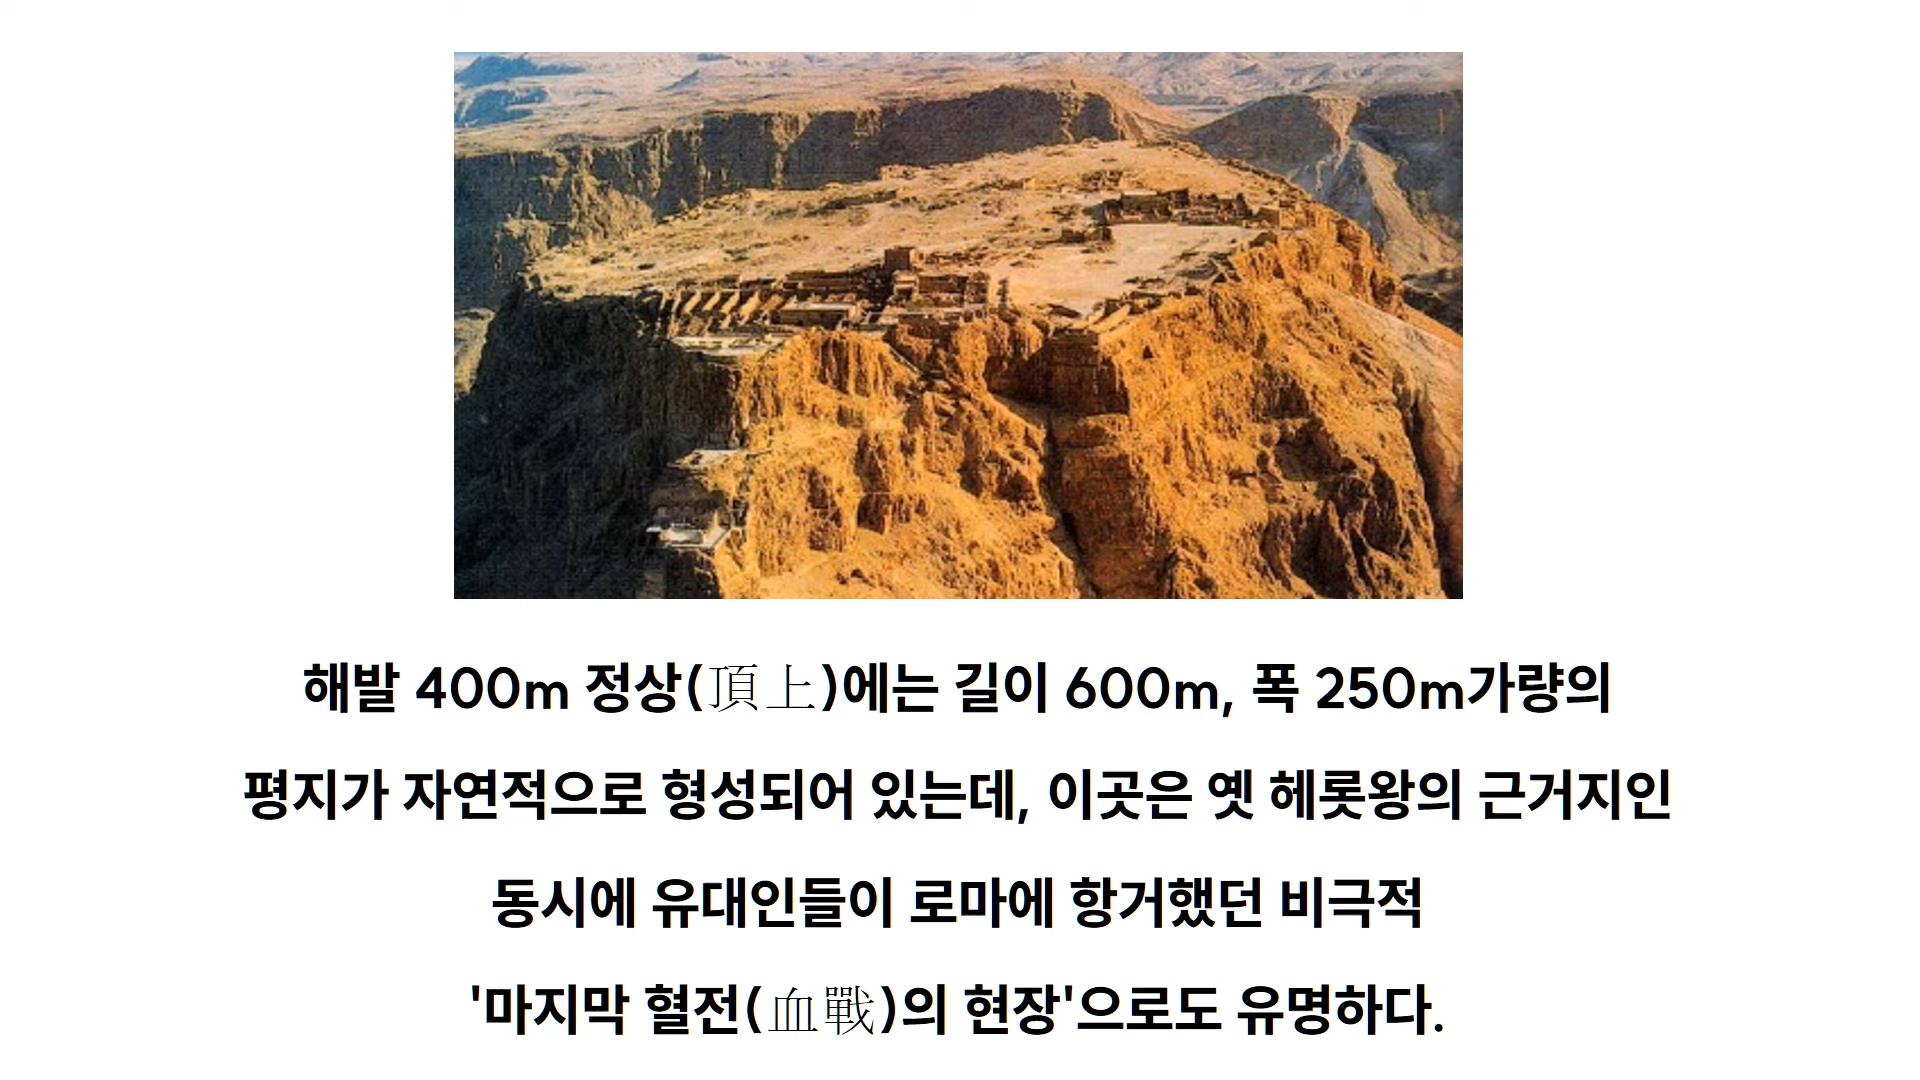 해발 400m 정상(頂上)에는 길이 600m, 폭 250m가량의
평지가 자연적으로 형성되어 있는데, 이곳은 옛 헤롯왕의 근거지인
동시에 유대인들이 로마에 항거했던 비극적
'마지막 혈전(血戰)의 현장'으로도 유명하다.